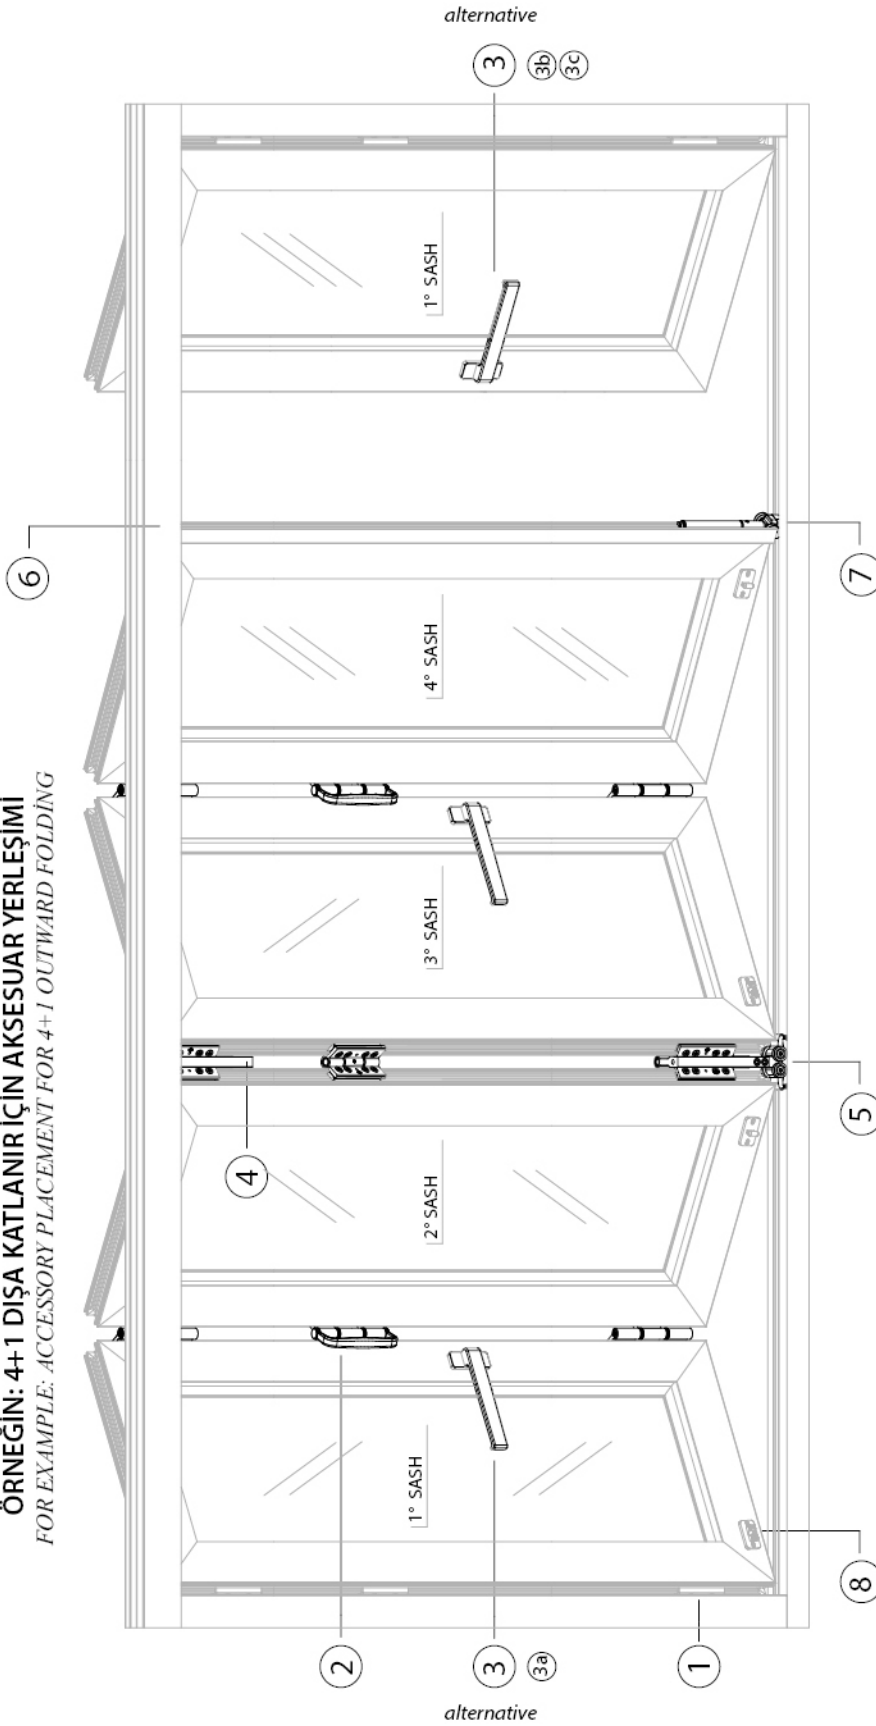 ÖRNEĞİN: 4+1 DIŞA KATLANIR İÇİN AKSESUAR YERLEŞİMİ
FOR EXAMPLE: ACCESSORY PLACEMENT FOR 4+1 OUTWARD FOLDING
6
4
2
3
3a
alternative
1
8
5
7
3
3b
3c
alternative
1° SASH
2° SASH
3° SASH
4° SASH
1° SASH